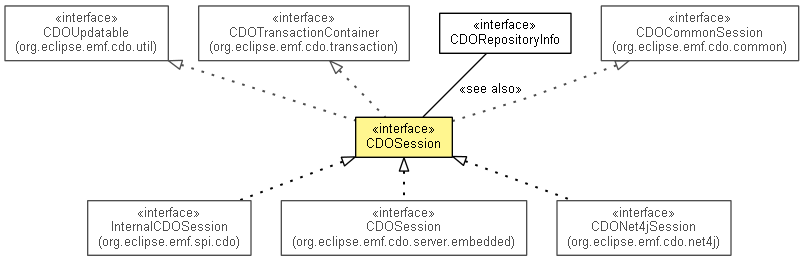 «interface»
CDOUpdatable
(org.eclipse.emf.cdo.util)
«interface»
CDOTransactionContainer
(org.eclipse.emf.cdo.transaction)
«interface»
CDORepositoryInfo
«interface»
CDOCommonSession
(org.eclipse.emf.cdo.common)
«see also»
«interface»
CDOSession
«interface»
InternalCDOSession
(org.eclipse.emf.spi.cdo)
«interface»
CDOSession
(org.eclipse.emf.cdo.server.embedded)
«interface»
CDONet4jSession
(org.eclipse.emf.cdo.net4j)